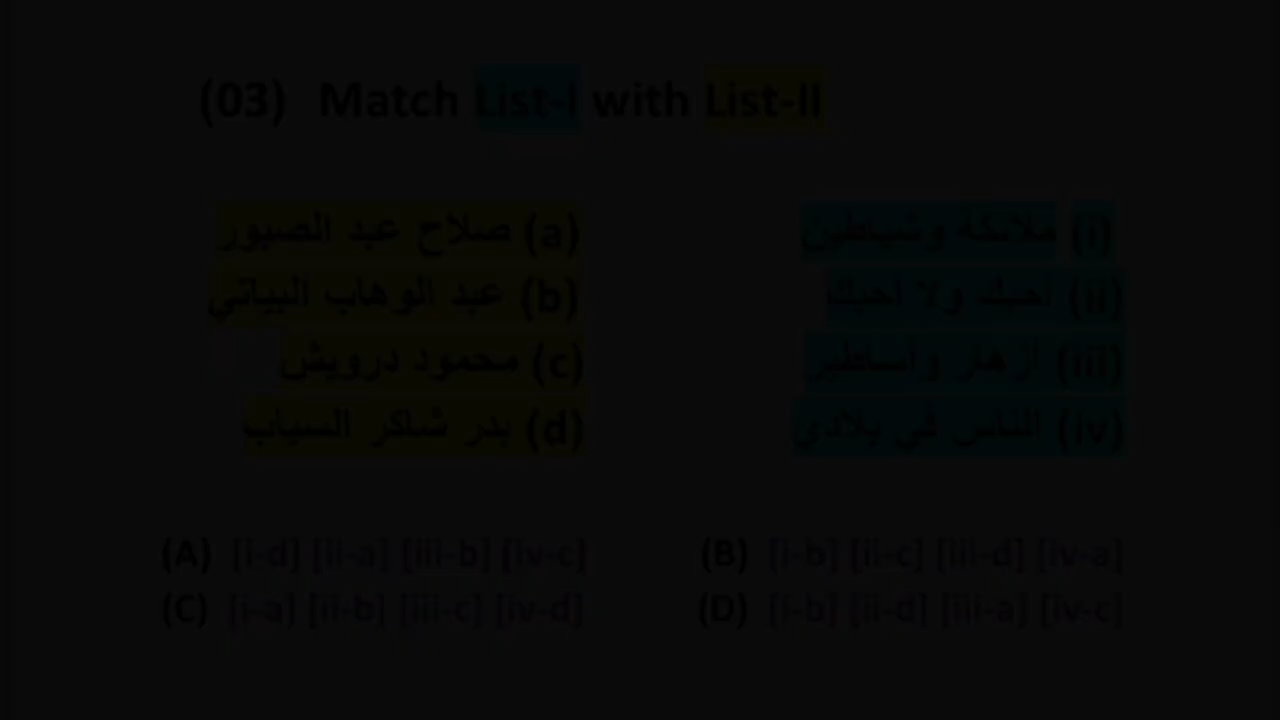 (03) Match List-I with List-II
(a) صلاح عبد الصبور (i) ملائكة وشياطين
(b) عبد الوهاب البياتي (ii) أحبك ولا أحبك
(c) محمود درويش (iii) أزهار وأساطير
(d) بدر شاكر السياب (iv) الناس في بلادي
(A) [i-d] [ii-a] [iii-b] [iv-c] (B) [i-b] [ii-c] [iii-d] [iv-a]
(C) [i-a] [ii-b] [iii-c] [iv-d] (D) [i-b] [ii-d] [iii-a] [iv-c]